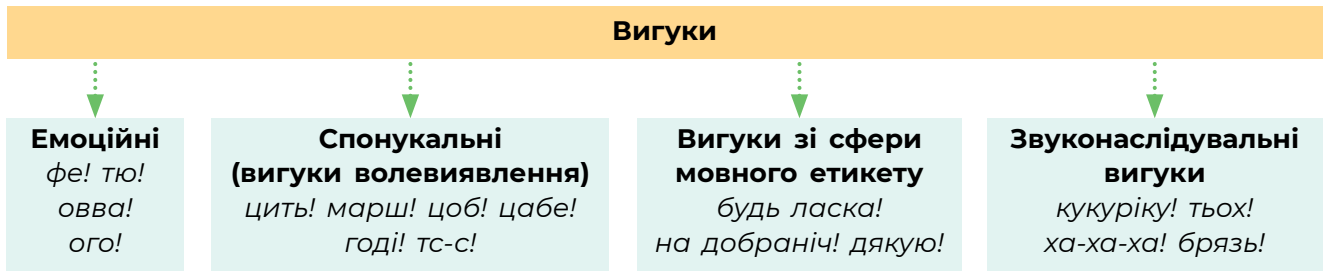 Вигуки
Емоційні
фе! тю!
овва!
ого!
Спонукальні
(вигуки волевиявлення)
цить! марш! цоб! цабе!
годі! тс-с!
Вигуки зі сфери
мовного етикету
будь ласка!
на добраніч! дякую!
Звуконаслідувальні
вигуки
кукуріку! тьох!
ха-ха-ха! брязь!